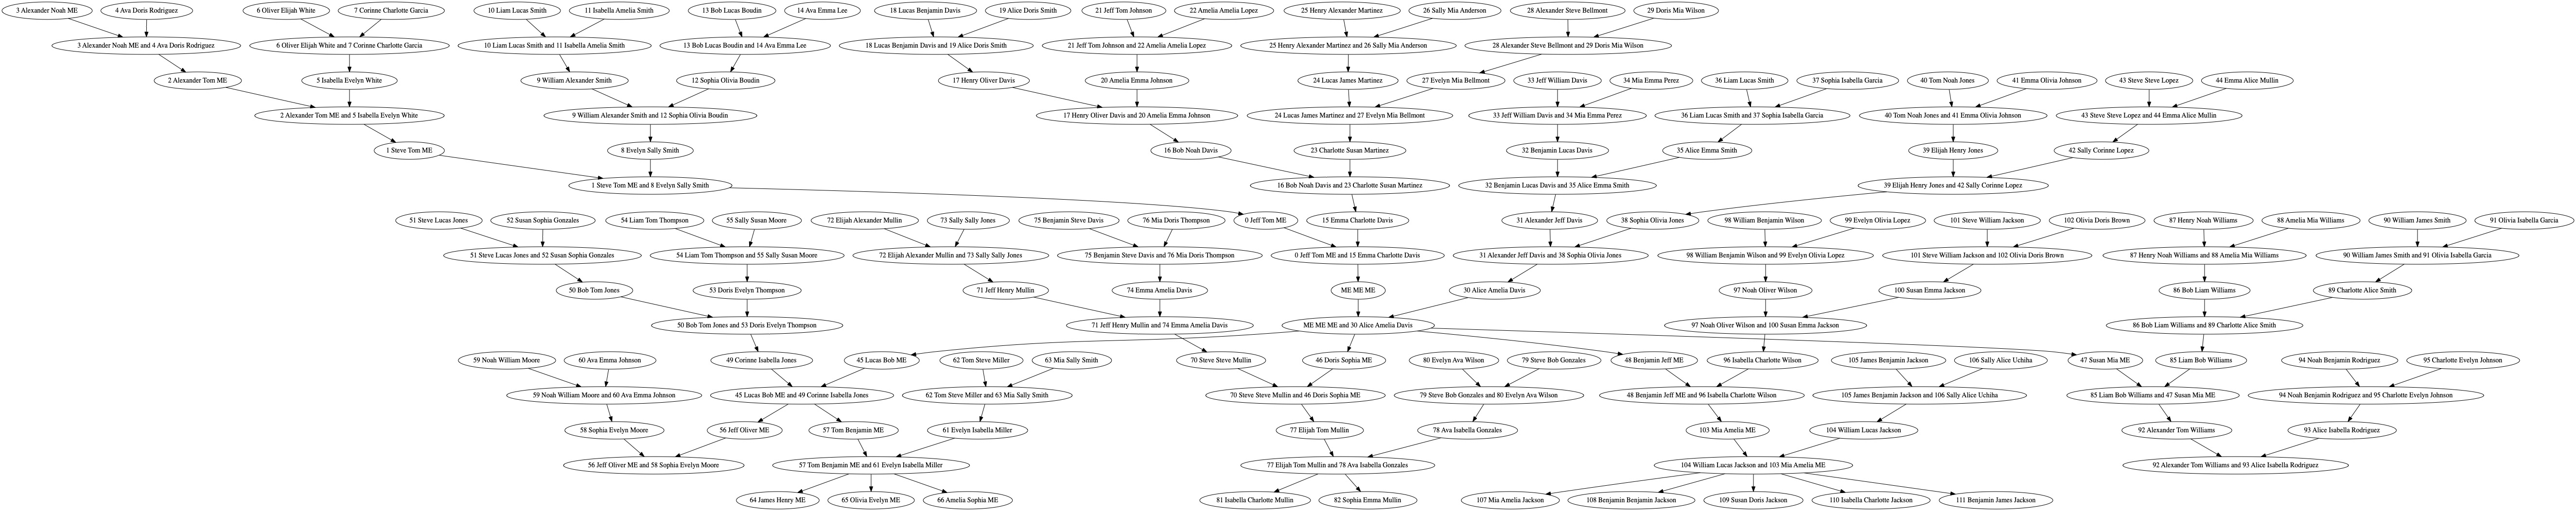 3 Alexander Noah ME
4 Ava Doris Rodriguez
6 Oliver Elijah White
7 Corinne Charlotte Garcia
10 Liam Lucas Smith
11 Isabella Amelia Smith
13 Bob Lucas Boudin
14 Ava Emma Lee
18 Lucas Benjamin Davis
19 Alice Doris Smith
21 Jeff Tom Johnson
22 Amelia Amelia Lopez
25 Henry Alexander Martinez
26 Sally Mia Anderson
28 Alexander Steve Bellmont
29 Doris Mia Wilson
3 Alexander Noah ME and 4 Ava Doris Rodriguez
6 Oliver Elijah White and 7 Corinne Charlotte Garcia
10 Liam Lucas Smith and 11 Isabella Amelia Smith
13 Bob Lucas Boudin and 14 Ava Emma Lee
18 Lucas Benjamin Davis and 19 Alice Doris Smith
21 Jeff Tom Johnson and 22 Amelia Amelia Lopez
25 Henry Alexander Martinez and 26 Sally Mia Anderson
28 Alexander Steve Bellmont and 29 Doris Mia Wilson
2 Alexander Tom ME
5 Isabella Evelyn White
9 William Alexander Smith
12 Sophia Olivia Boudin
17 Henry Oliver Davis
20 Amelia Emma Johnson
24 Lucas James Martinez
27 Evelyn Mia Bellmont
33 Jeff William Davis
34 Mia Emma Perez
36 Liam Lucas Smith
37 Sophia Isabella Garcia
40 Tom Noah Jones
41 Emma Olivia Johnson
43 Steve Steve Lopez
44 Emma Alice Mullin
2 Alexander Tom ME and 5 Isabella Evelyn White
9 William Alexander Smith and 12 Sophia Olivia Boudin
17 Henry Oliver Davis and 20 Amelia Emma Johnson
24 Lucas James Martinez and 27 Evelyn Mia Bellmont
33 Jeff William Davis and 34 Mia Emma Perez
36 Liam Lucas Smith and 37 Sophia Isabella Garcia
40 Tom Noah Jones and 41 Emma Olivia Johnson
43 Steve Steve Lopez and 44 Emma Alice Mullin
1 Steve Tom ME
8 Evelyn Sally Smith
16 Bob Noah Davis
23 Charlotte Susan Martinez
32 Benjamin Lucas Davis
35 Alice Emma Smith
39 Elijah Henry Jones
42 Sally Corinne Lopez
1 Steve Tom ME and 8 Evelyn Sally Smith
16 Bob Noah Davis and 23 Charlotte Susan Martinez
32 Benjamin Lucas Davis and 35 Alice Emma Smith
39 Elijah Henry Jones and 42 Sally Corinne Lopez
51 Steve Lucas Jones
52 Susan Sophia Gonzales
54 Liam Tom Thompson
55 Sally Susan Moore
72 Elijah Alexander Mullin
73 Sally Sally Jones
75 Benjamin Steve Davis
76 Mia Doris Thompson
0 Jeff Tom ME
15 Emma Charlotte Davis
31 Alexander Jeff Davis
38 Sophia Olivia Jones
98 William Benjamin Wilson
99 Evelyn Olivia Lopez
101 Steve William Jackson
102 Olivia Doris Brown
87 Henry Noah Williams
88 Amelia Mia Williams
90 William James Smith
91 Olivia Isabella Garcia
51 Steve Lucas Jones and 52 Susan Sophia Gonzales
54 Liam Tom Thompson and 55 Sally Susan Moore
72 Elijah Alexander Mullin and 73 Sally Sally Jones
75 Benjamin Steve Davis and 76 Mia Doris Thompson
0 Jeff Tom ME and 15 Emma Charlotte Davis
31 Alexander Jeff Davis and 38 Sophia Olivia Jones
98 William Benjamin Wilson and 99 Evelyn Olivia Lopez
101 Steve William Jackson and 102 Olivia Doris Brown
87 Henry Noah Williams and 88 Amelia Mia Williams
90 William James Smith and 91 Olivia Isabella Garcia
50 Bob Tom Jones
53 Doris Evelyn Thompson
71 Jeff Henry Mullin
74 Emma Amelia Davis
ME ME ME
30 Alice Amelia Davis
97 Noah Oliver Wilson
100 Susan Emma Jackson
86 Bob Liam Williams
89 Charlotte Alice Smith
50 Bob Tom Jones and 53 Doris Evelyn Thompson
71 Jeff Henry Mullin and 74 Emma Amelia Davis
ME ME ME and 30 Alice Amelia Davis
97 Noah Oliver Wilson and 100 Susan Emma Jackson
86 Bob Liam Williams and 89 Charlotte Alice Smith
59 Noah William Moore
60 Ava Emma Johnson
49 Corinne Isabella Jones
45 Lucas Bob ME
62 Tom Steve Miller
63 Mia Sally Smith
70 Steve Steve Mullin
46 Doris Sophia ME
80 Evelyn Ava Wilson
79 Steve Bob Gonzales
48 Benjamin Jeff ME
96 Isabella Charlotte Wilson
105 James Benjamin Jackson
106 Sally Alice Uchiha
47 Susan Mia ME
85 Liam Bob Williams
94 Noah Benjamin Rodriguez
95 Charlotte Evelyn Johnson
59 Noah William Moore and 60 Ava Emma Johnson
45 Lucas Bob ME and 49 Corinne Isabella Jones
62 Tom Steve Miller and 63 Mia Sally Smith
70 Steve Steve Mullin and 46 Doris Sophia ME
79 Steve Bob Gonzales and 80 Evelyn Ava Wilson
48 Benjamin Jeff ME and 96 Isabella Charlotte Wilson
105 James Benjamin Jackson and 106 Sally Alice Uchiha
85 Liam Bob Williams and 47 Susan Mia ME
94 Noah Benjamin Rodriguez and 95 Charlotte Evelyn Johnson
58 Sophia Evelyn Moore
56 Jeff Oliver ME
57 Tom Benjamin ME
61 Evelyn Isabella Miller
77 Elijah Tom Mullin
78 Ava Isabella Gonzales
103 Mia Amelia ME
104 William Lucas Jackson
92 Alexander Tom Williams
93 Alice Isabella Rodriguez
56 Jeff Oliver ME and 58 Sophia Evelyn Moore
57 Tom Benjamin ME and 61 Evelyn Isabella Miller
77 Elijah Tom Mullin and 78 Ava Isabella Gonzales
104 William Lucas Jackson and 103 Mia Amelia ME
92 Alexander Tom Williams and 93 Alice Isabella Rodriguez
64 James Henry ME
65 Olivia Evelyn ME
66 Amelia Sophia ME
81 Isabella Charlotte Mullin
82 Sophia Emma Mullin
107 Mia Amelia Jackson
108 Benjamin Benjamin Jackson
109 Susan Doris Jackson
110 Isabella Charlotte Jackson
111 Benjamin James Jackson